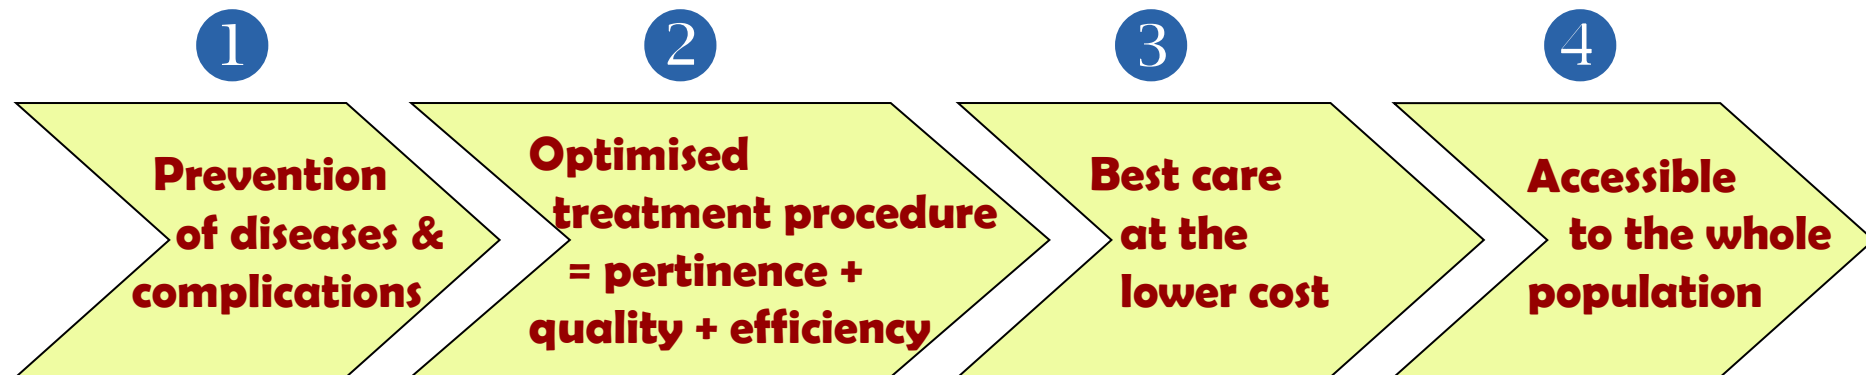 1
2
3
4
Prevention
of diseases &
complications
Optimised
treatment procedure
= pertinence +
quality + efficiency
Best care
at the
lower cost
Accessible
to the whole
population